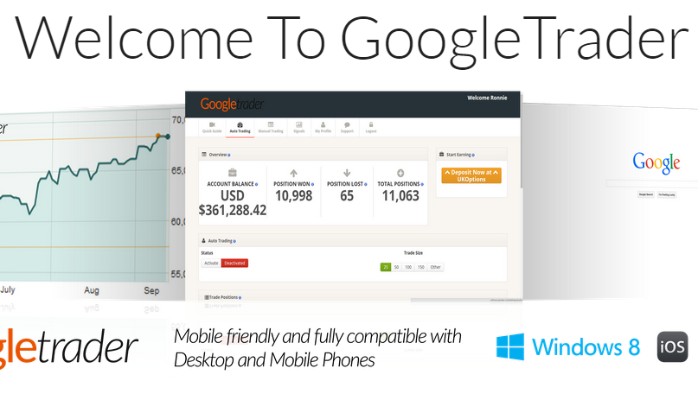 Welcome To GoogleTrader
er
Googletrader
Welcome Ronnie
Quick Guide Auto Trading Manual Trading Signals My Profile Support Logout
70,
65,
60,
55,
July Aug Sep
Overview
ACCOUNT BALANCE POSITION WON POSITION LOST TOTAL POSITIONS
USD
$361,288.42
10,998 65 11,063
Start Earning
Deposit Now at
UKOptions
Auto Trading
Status Trade Size
Activate Deactivated
25 50 100 150 Other
Trade Positions
Google
gletrader
Mobile friendly and fully compatible with
Desktop and Mobile Phones
Windows 8
iOS